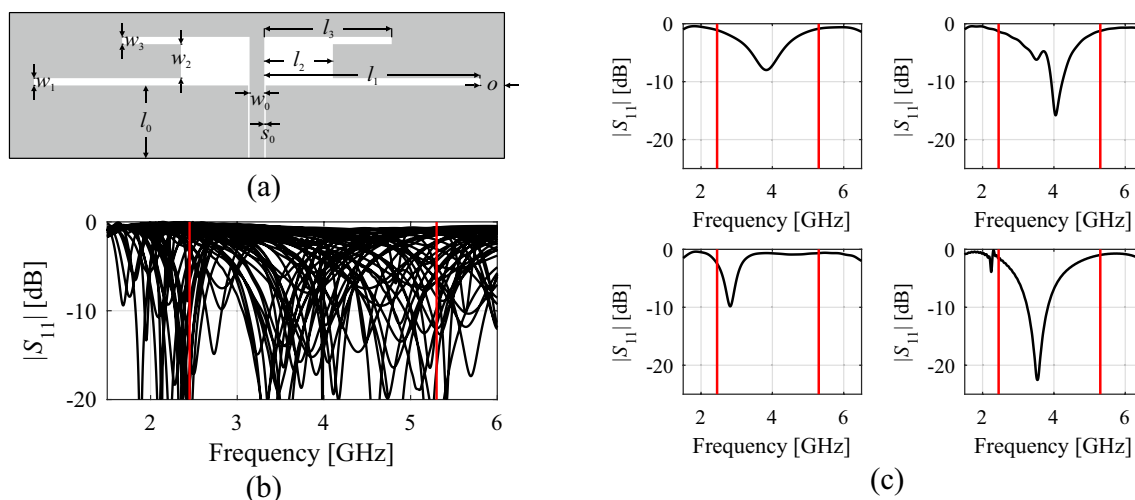 (a)
l3
w3
w2
l2
l1
w1
w0
o
l0
s0
0
-10
-20
|S11| [dB]
2 3 4 5 6
Frequency [GHz]
(b)
0
-10
-20
|S11| [dB]
2 4 6
Frequency [GHz]
0
-10
-20
|S11| [dB]
2 4 6
Frequency [GHz]
0
-10
-20
|S11| [dB]
2 4 6
Frequency [GHz]
0
-10
-20
|S11| [dB]
2 4 6
Frequency [GHz]
(c)